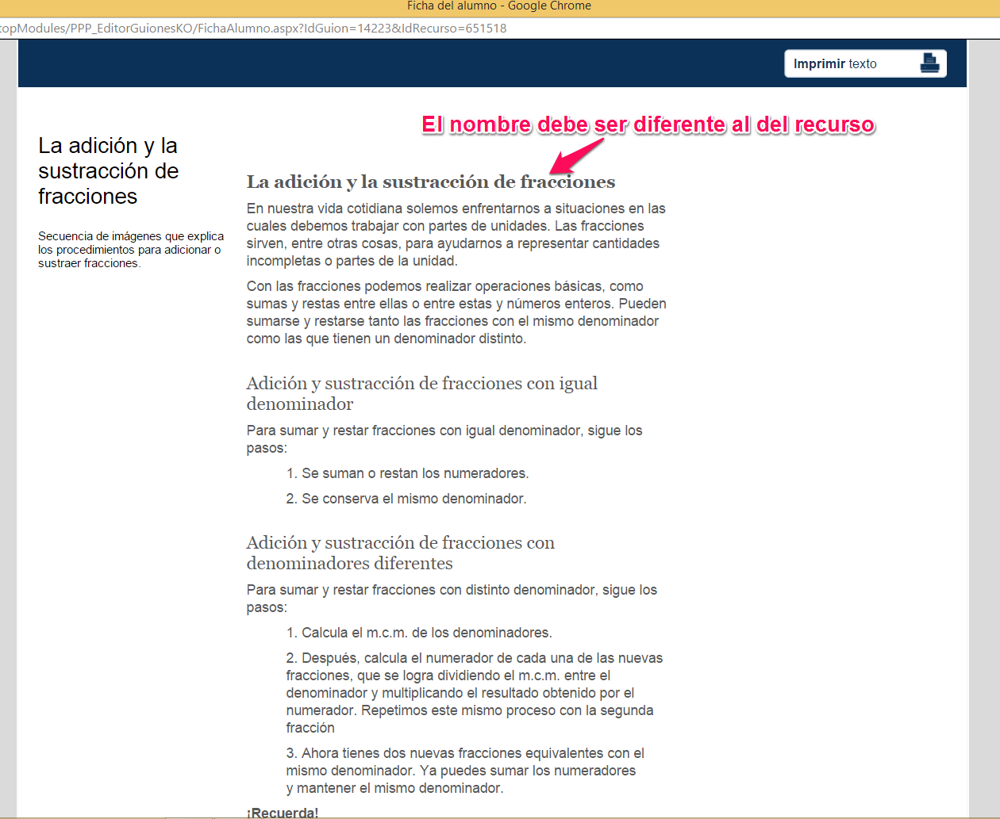 Ficha del alumno - Google Chrome
topModules/PPP_EditorGuionesKO/FichaAlumno.aspx?IdGuion=14223&IdRecurso=651518
Imprimir texto
El nombre debe ser diferente al del recurso
La adición y la
sustracción de
fracciones
Secuencia de imágenes que explica
los procedimientos para adicionar o
sustraer fracciones.
La adición y la sustracción de fracciones
En nuestra vida cotidiana solemos enfrentarnos a situaciones en las
cuales debemos trabajar con partes de unidades. Las fracciones
sirven, entre otras cosas, para ayudarnos a representar cantidades
incompletas o partes de la unidad.
Con las fracciones podemos realizar operaciones básicas, como
sumas y restas entre ellas o entre estas y números enteros. Pueden
sumarse y restarse tanto las fracciones con el mismo denominador
como las que tienen un denominador distinto.
Adición y sustracción de fracciones con igual
denominador
Para sumar y restar fracciones con igual denominador, sigue los
pasos:
1. Se suman o restan los numeradores.
2. Se conserva el mismo denominador.
Adición y sustracción de fracciones con
denominadores diferentes
Para sumar y restar fracciones con distinto denominador, sigue los
pasos:
1. Calcula el m.c.m. de los denominadores.
2. Después, calcula el numerador de cada una de las nuevas
fracciones, que se logra dividiendo el m.c.m. entre el
denominador y multiplicando el resultado obtenido por el
numerador. Repetimos este mismo proceso con la segunda
fracción
3. Ahora tienes dos nuevas fracciones equivalentes con el
mismo denominador. Ya puedes sumar los numeradores
y mantener el mismo denominador.
¡Recuerda!